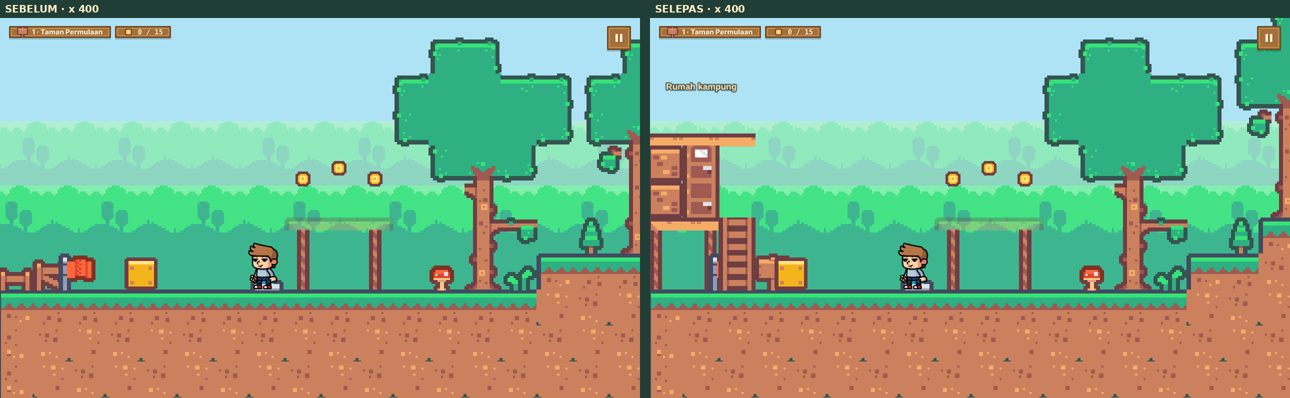 SEBELUM · x 400
SELEPAS · x 400
1 · Taman Permulaan
0 / 15
1 · Taman Permulaan
0 / 15
Rumah kampung